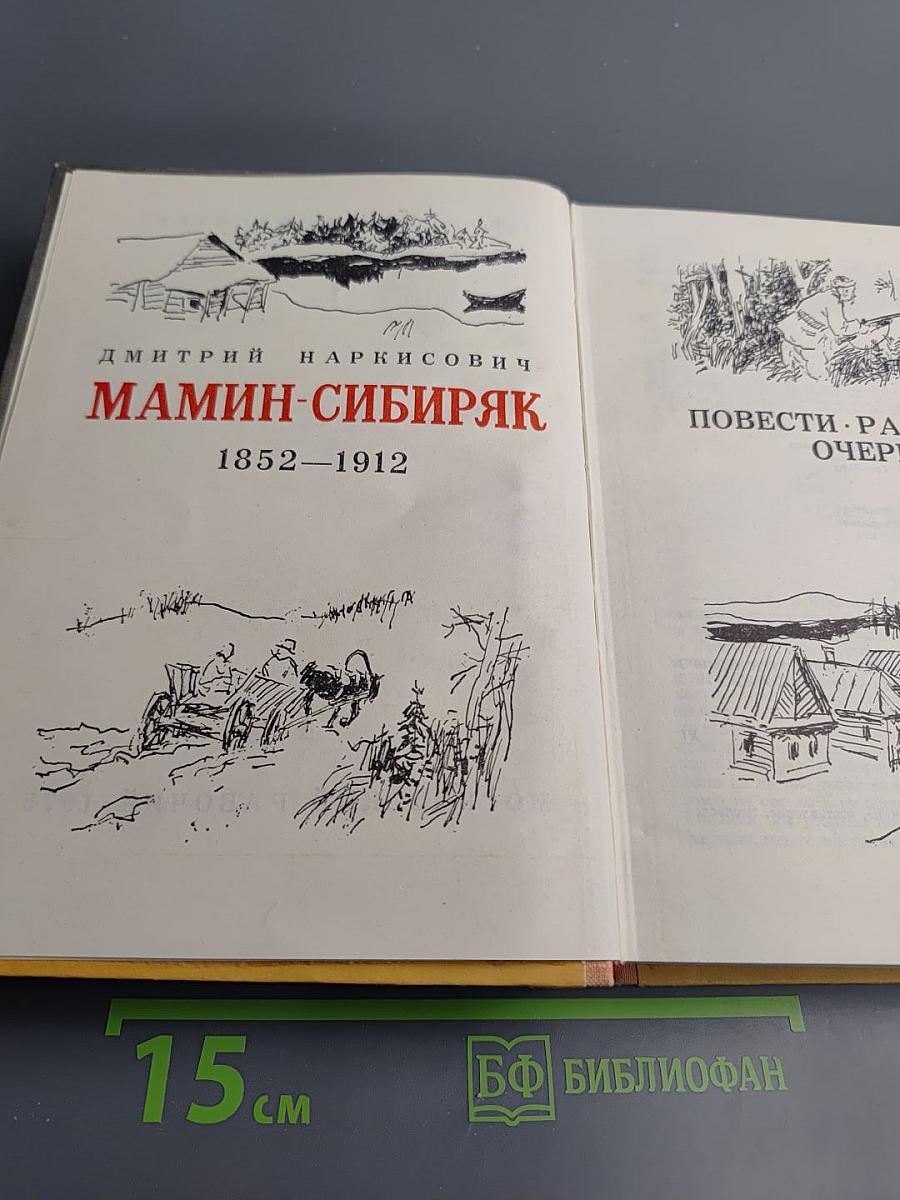 ДМИТРИЙ НАРКИСОВИЧ
МАМИН-СИБИРЯК
1852—1912
ПОВЕСТИ · РА
ОЧЕР
15 см
БФ БИБЛИОФАН